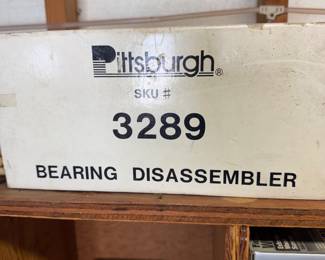 Pittsburgh®
SKU #
3289
BEARING DISASSEMBLER